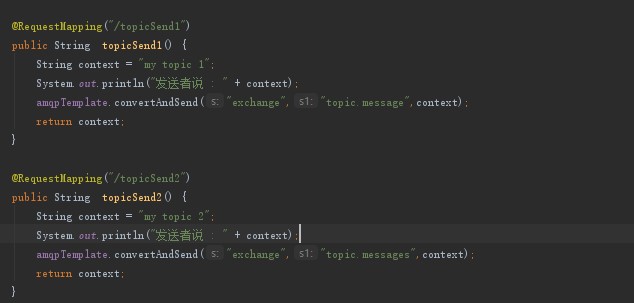 @RequestMapping("/topicSend1")
public String topicSend1() {
String context = "my topic 1";
System.out.println("发送者说 : " + context);
amqpTemplate.convertAndSend( s: "exchange", s1: "topic.message",context);
return context;
}
@RequestMapping("/topicSend2")
public String topicSend2() {
String context = "my topic 2";
System.out.println("发送者说 : " + context);
amqpTemplate.convertAndSend( s: "exchange", s1: "topic.messages",context);
return context;
}